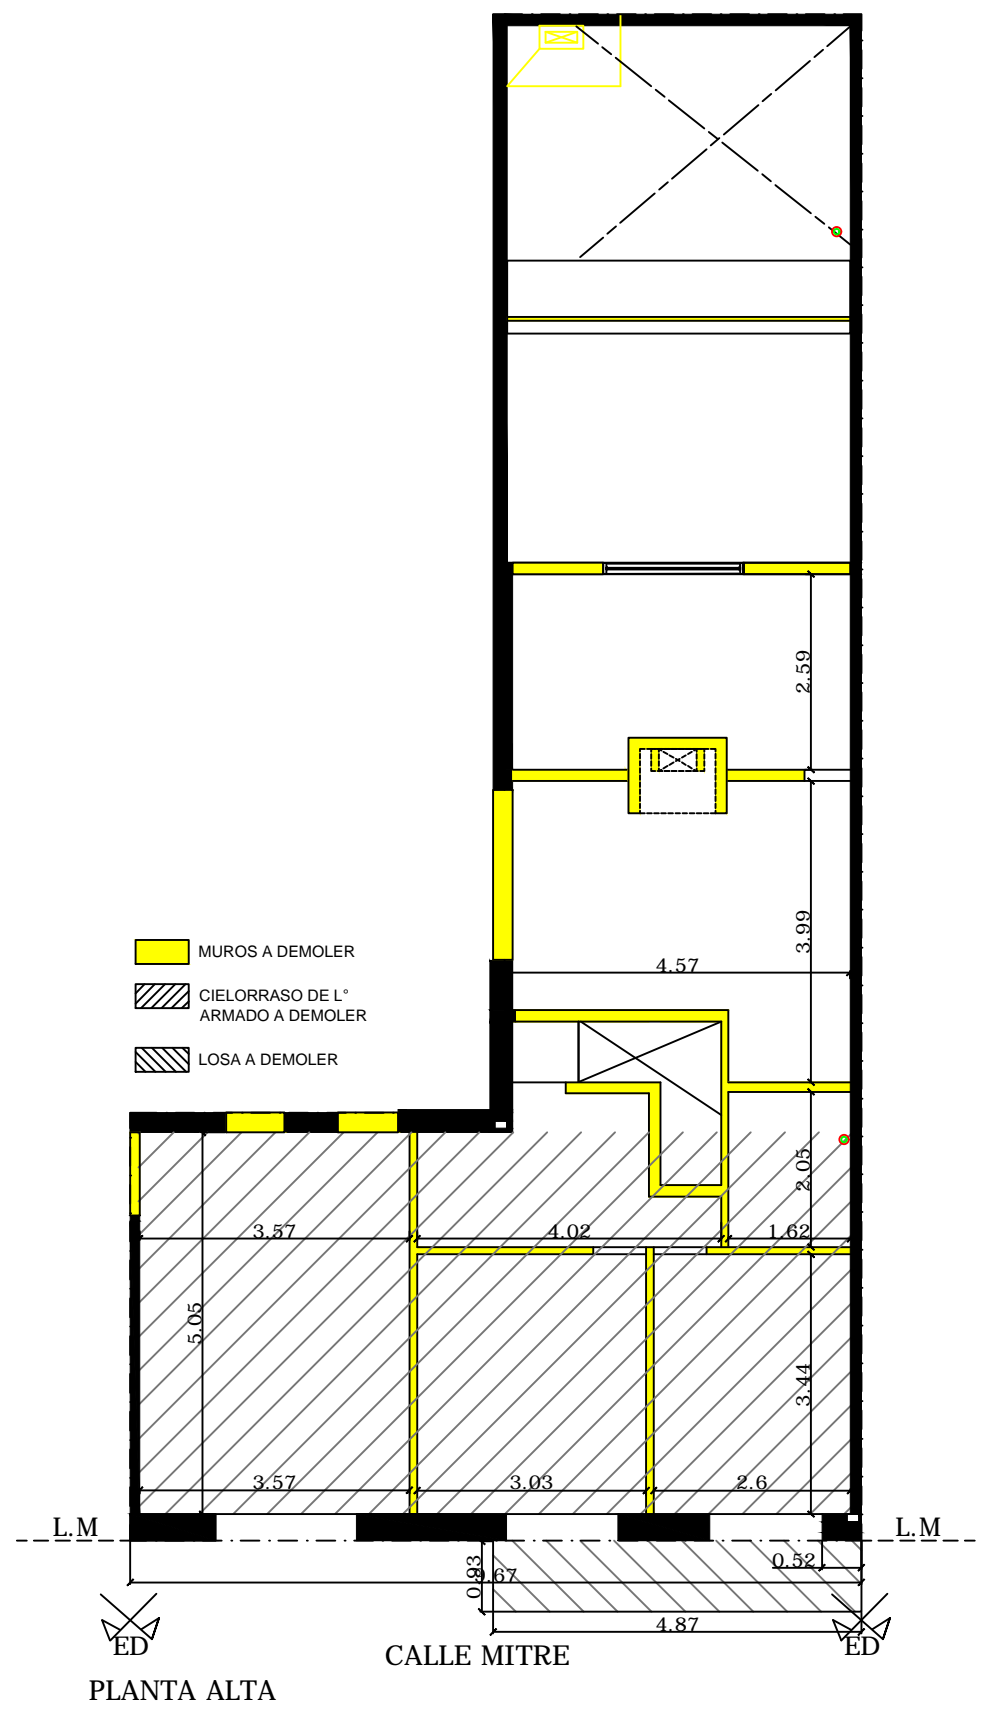 2.59
3.99
4.57
MUROS A DEMOLER
CIELORRASO DE L°
ARMADO A DEMOLER
LOSA A DEMOLER
2.05
3.57
4.02
1.62
5.05
3.44
3.57
3.03
2.6
L.M
L.M
0.52
0.93
9.67
4.87
ED
ED
CALLE MITRE
PLANTA ALTA